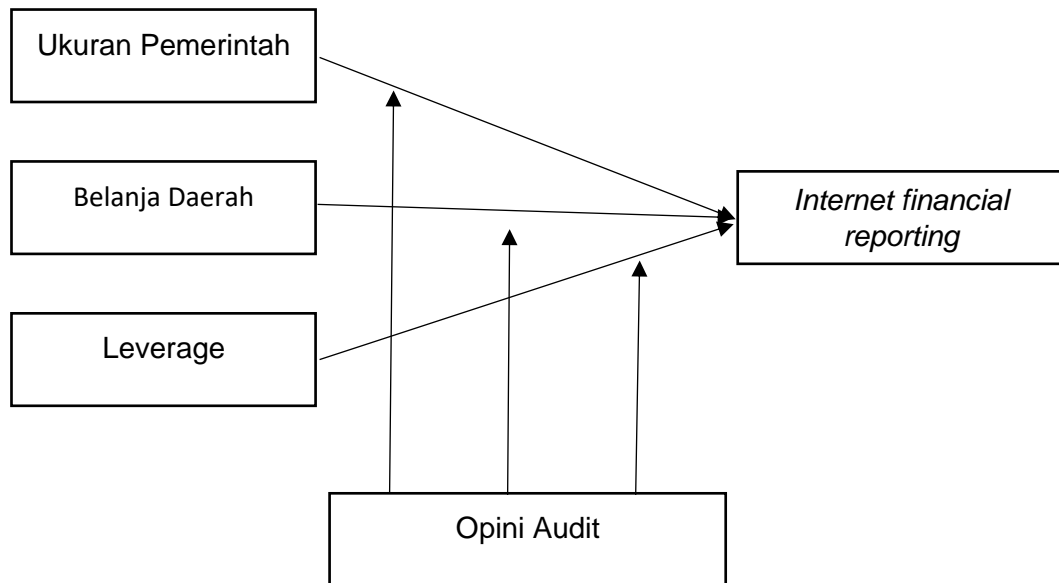 Ukuran Pemerintah
Belanja Daerah
Internet financial
reporting
Leverage
Opini Audit